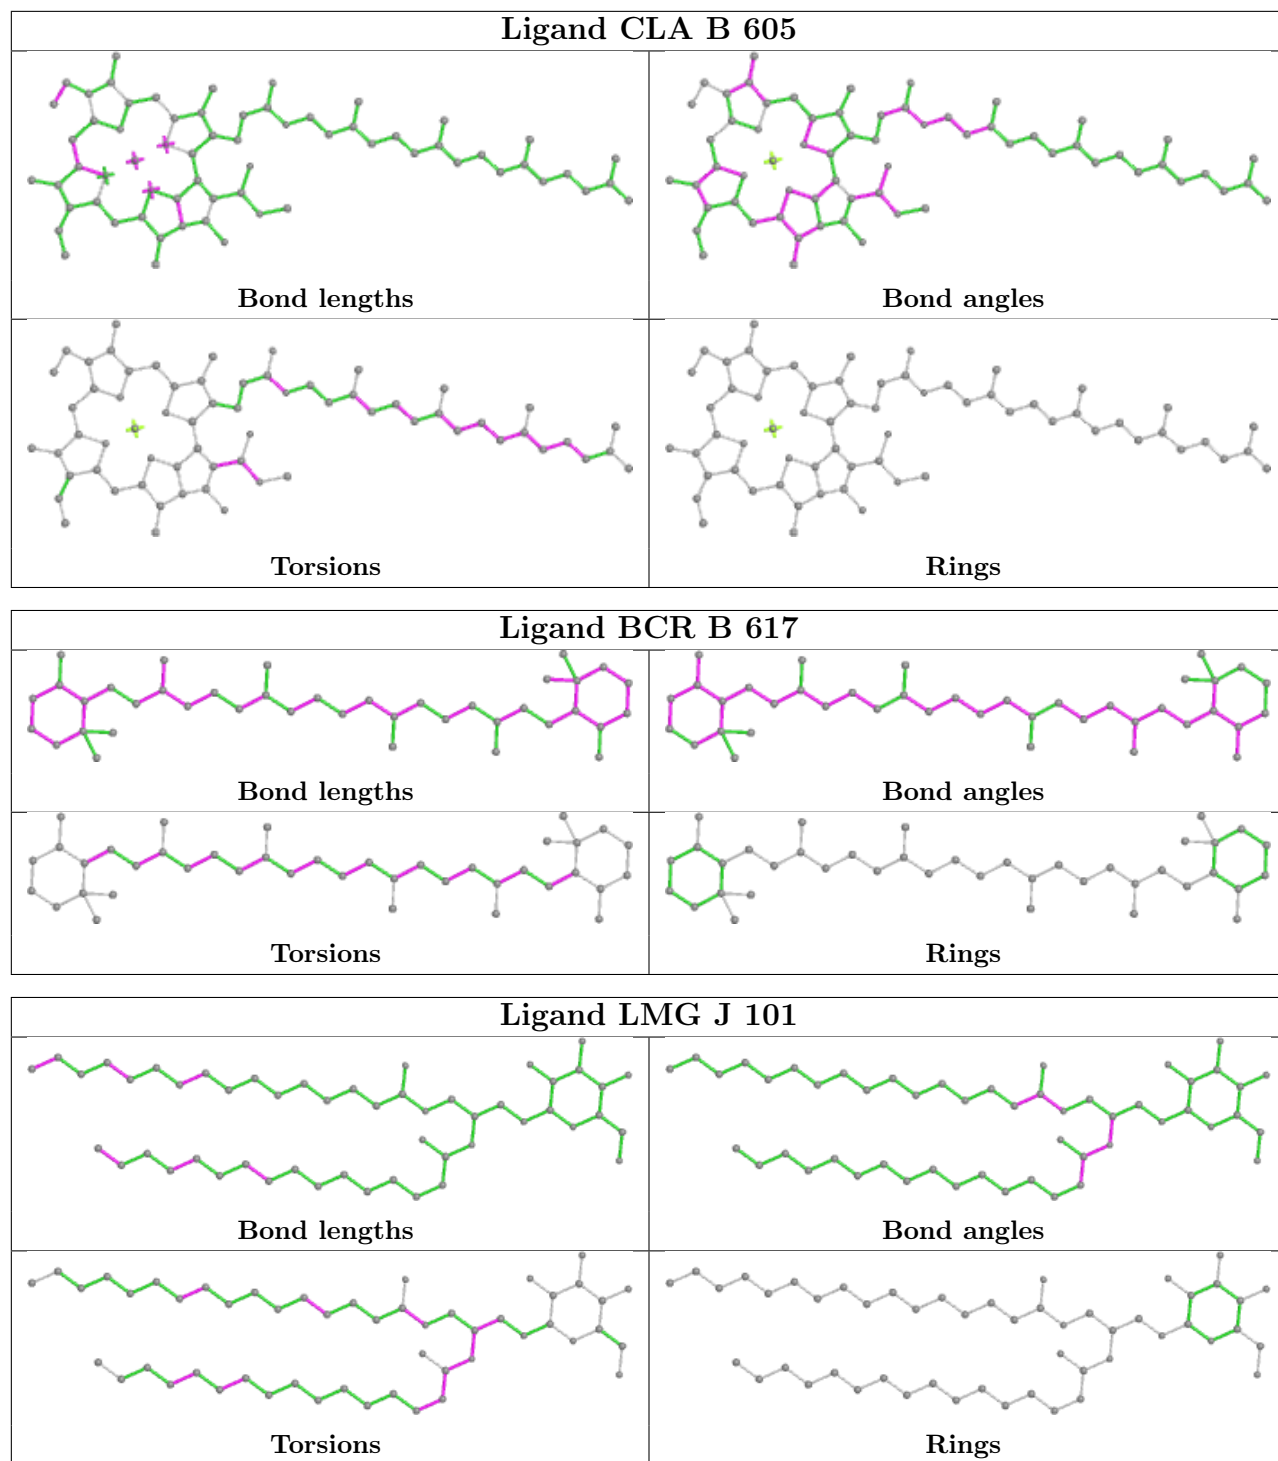 Ligand CLA B 605
Bond lengths
Bond angles
Torsions
Rings
Ligand BCR B 617
Bond lengths
Bond angles
Torsions
Rings
Ligand LMG J 101
Bond lengths
Bond angles
Torsions
Rings